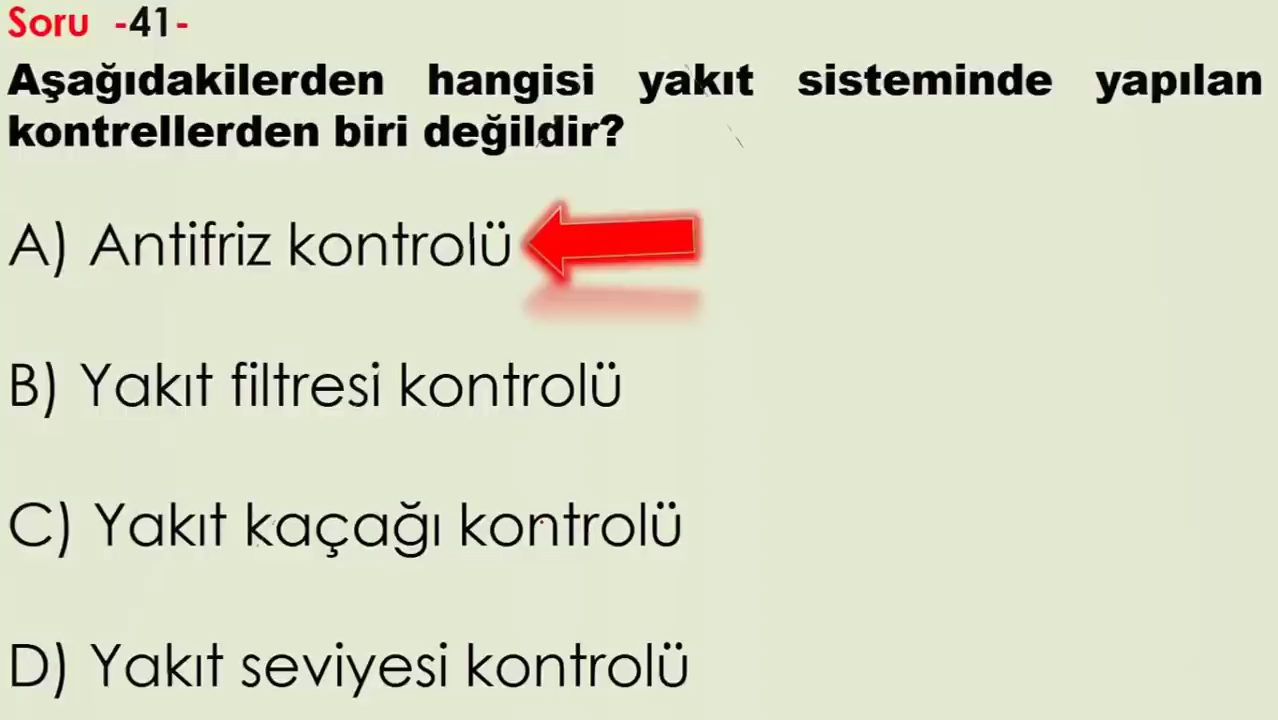 Soru -41-
Aşağıdakilerden hangisi yakıt sisteminde yapılan
kontrellerden biri değildir?
A) Antifriz kontrolü
B) Yakıt filtresi kontrolü
C) Yakıt kaçağı kontrolü
D) Yakıt seviyesi kontrolü